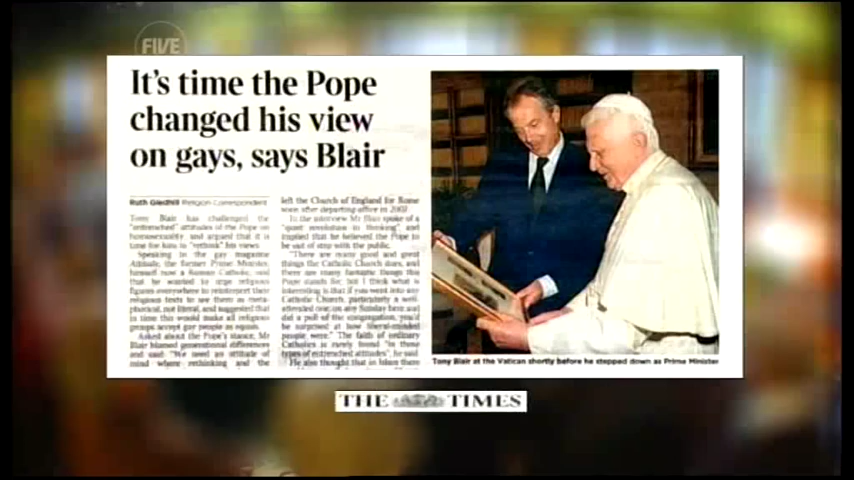 FIVE
It's time the Pope
changed his view
on gays, says Blair
Ruth Gledhill Religion Correspondent
Tony Blair has challenged the
"entrenched" attitudes of the Pope on
homosexuality and argued that it is
time for him to "rethink" his views.
Speaking in the gay magazine
Attitude, the former Prime Minister,
himself now a Roman Catholic, said
that he wanted to urge religious
figures everywhere to reinterpret their
religious texts to see them as meta-
phorical, not literal, and suggested that
in time this would make all religious
groups accept gay people as equals.
Asked about the Pope's stance, Mr
Blair blamed generational differences
and said: "We need an attitude of
mind where rethinking and the
left the Church of England for Rome
soon after departing office in 2007.
In the interview Mr Blair spoke of a
"quiet revolution in thinking" and
implied that he believed the Pope to
be out of step with the public.
"There are many good and great
things the Catholic Church does, and
there are many fantastic things this
Pope stands for, but I think what is
interesting is that if you went into any
Catholic Church, particularly a well-
attended one, on any Sunday here and
did a poll of the congregation, you'd
be surprised at how liberal-minded
people were." The faith of ordinary
Catholics is rarely found "in those
types of entrenched attitudes", he said.
He also thought that in Islam there
Tony Blair at the Vatican shortly before he stepped down as Prime Minister
THE TIMES